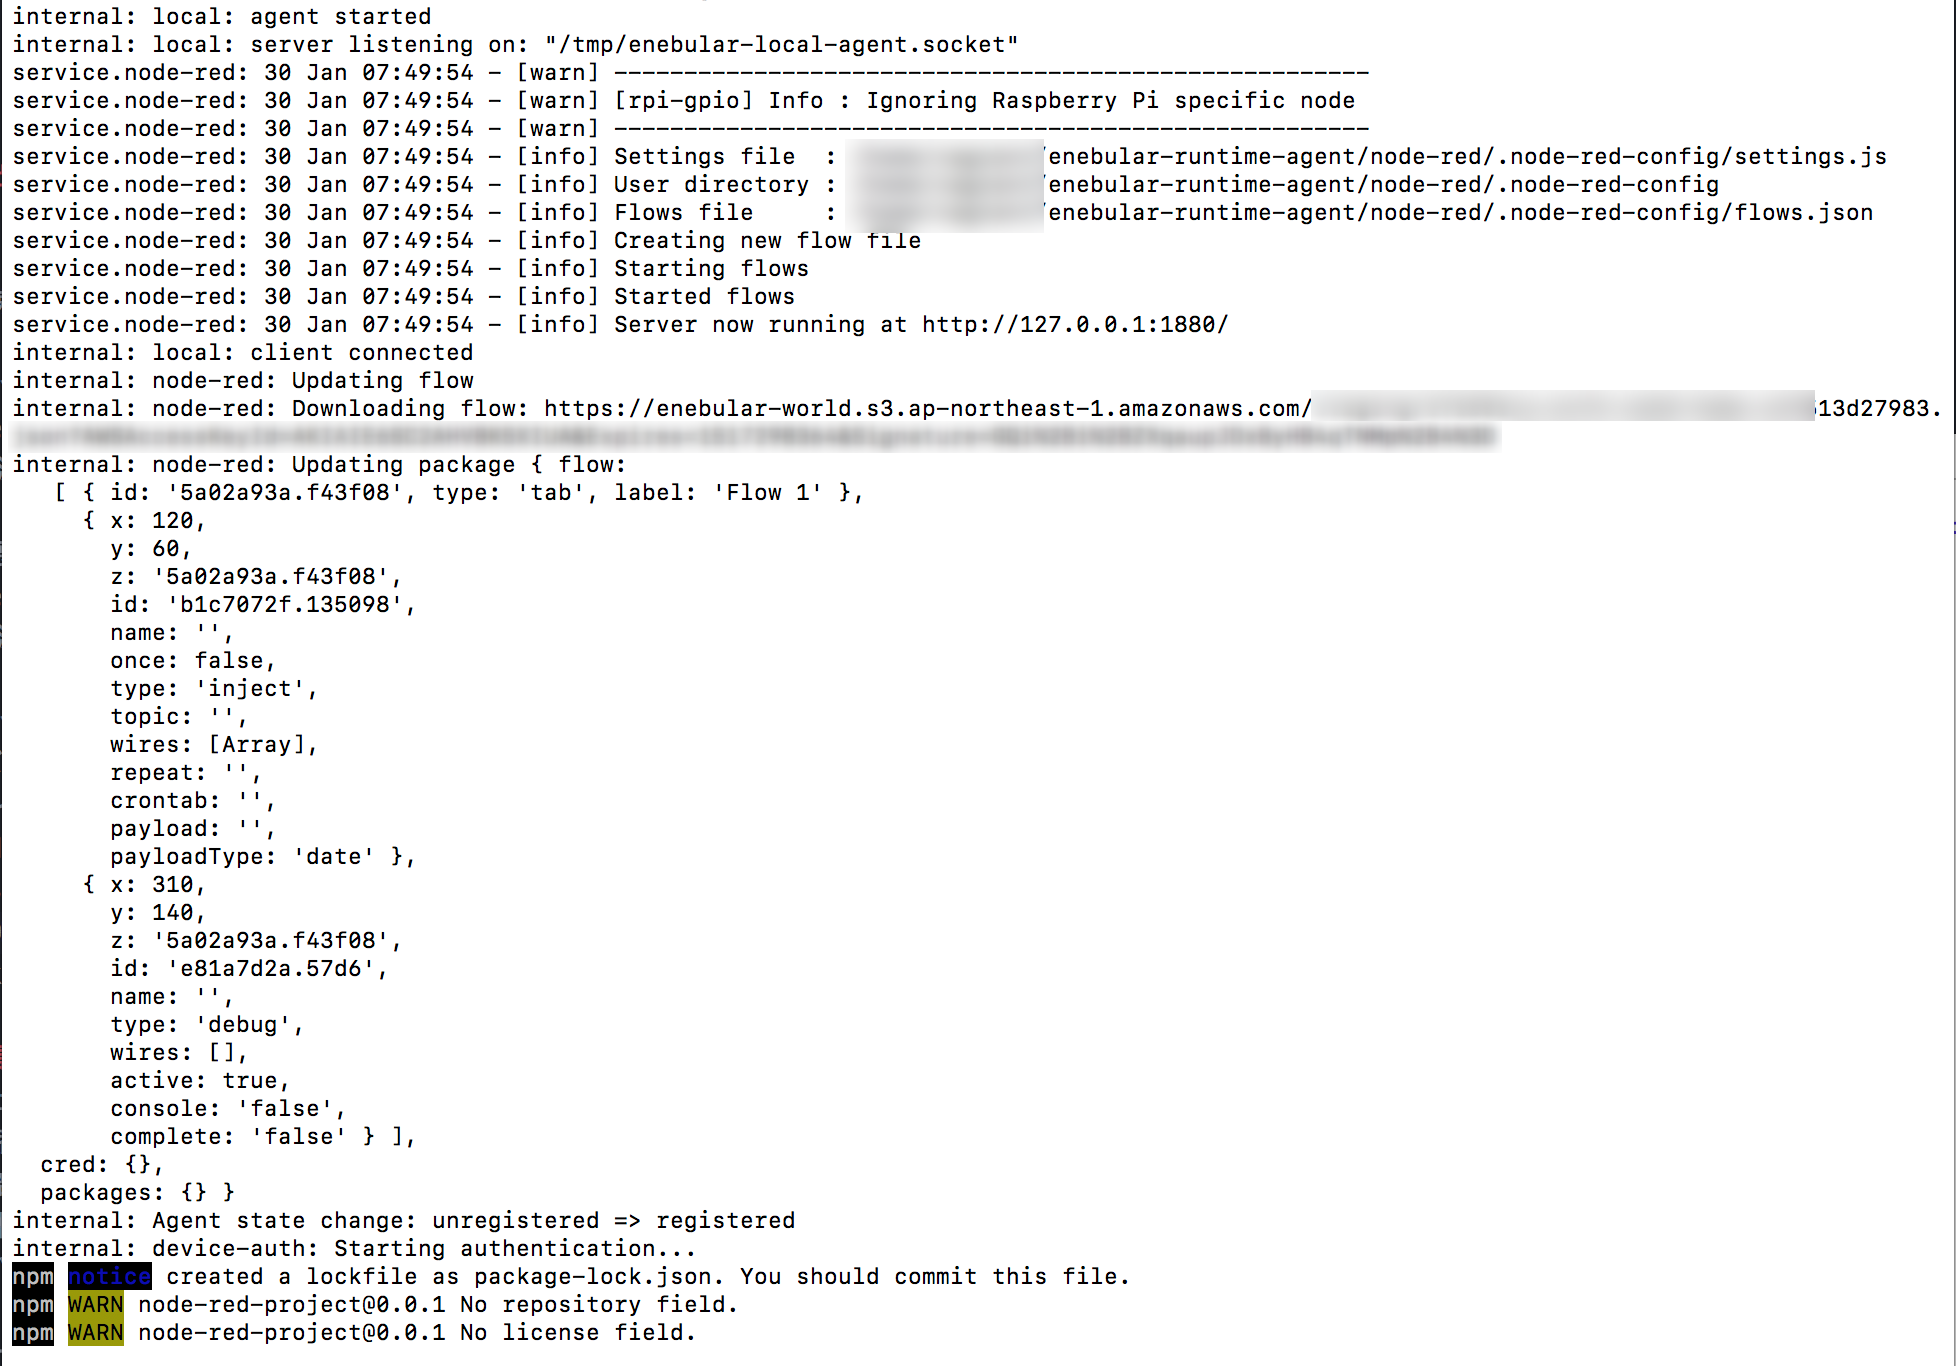 internal: local: agent started
internal: local: server listening on: "/tmp/enebular-local-agent.socket"
service.node-red: 30 Jan 07:49:54 - [warn] ------------------------------------------------------
service.node-red: 30 Jan 07:49:54 - [warn] [rpi-gpio] Info : Ignoring Raspberry Pi specific node
service.node-red: 30 Jan 07:49:54 - [warn] ------------------------------------------------------
service.node-red: 30 Jan 07:49:54 - [info] Settings file  : /enebular-runtime-agent/node-red/.node-red-config/settings.js
service.node-red: 30 Jan 07:49:54 - [info] User directory : /enebular-runtime-agent/node-red/.node-red-config
service.node-red: 30 Jan 07:49:54 - [info] Flows file     : /enebular-runtime-agent/node-red/.node-red-config/flows.json
service.node-red: 30 Jan 07:49:54 - [info] Creating new flow file
service.node-red: 30 Jan 07:49:54 - [info] Starting flows
service.node-red: 30 Jan 07:49:54 - [info] Started flows
service.node-red: 30 Jan 07:49:54 - [info] Server now running at http://127.0.0.1:1880/
internal: local: client connected
internal: node-red: Updating flow
internal: node-red: Downloading flow: https://enebular-world.s3.ap-northeast-1.amazonaws.com/ 13d27983.
internal: node-red: Updating package { flow:
   [ { id: '5a02a93a.f43f08', type: 'tab', label: 'Flow 1' },
     { x: 120,
       y: 60,
       z: '5a02a93a.f43f08',
       id: 'b1c7072f.135098',
       name: '',
       once: false,
       type: 'inject',
       topic: '',
       wires: [Array],
       repeat: '',
       crontab: '',
       payload: '',
       payloadType: 'date' },
     { x: 310,
       y: 140,
       z: '5a02a93a.f43f08',
       id: 'e81a7d2a.57d6',
       name: '',
       type: 'debug',
       wires: [],
       active: true,
       console: 'false',
       complete: 'false' } ],
  cred: {},
  packages: {} }
internal: Agent state change: unregistered => registered
internal: device-auth: Starting authentication...
npm notice created a lockfile as package-lock.json. You should commit this file.
npm WARN node-red-project@0.0.1 No repository field.
npm WARN node-red-project@0.0.1 No license field.